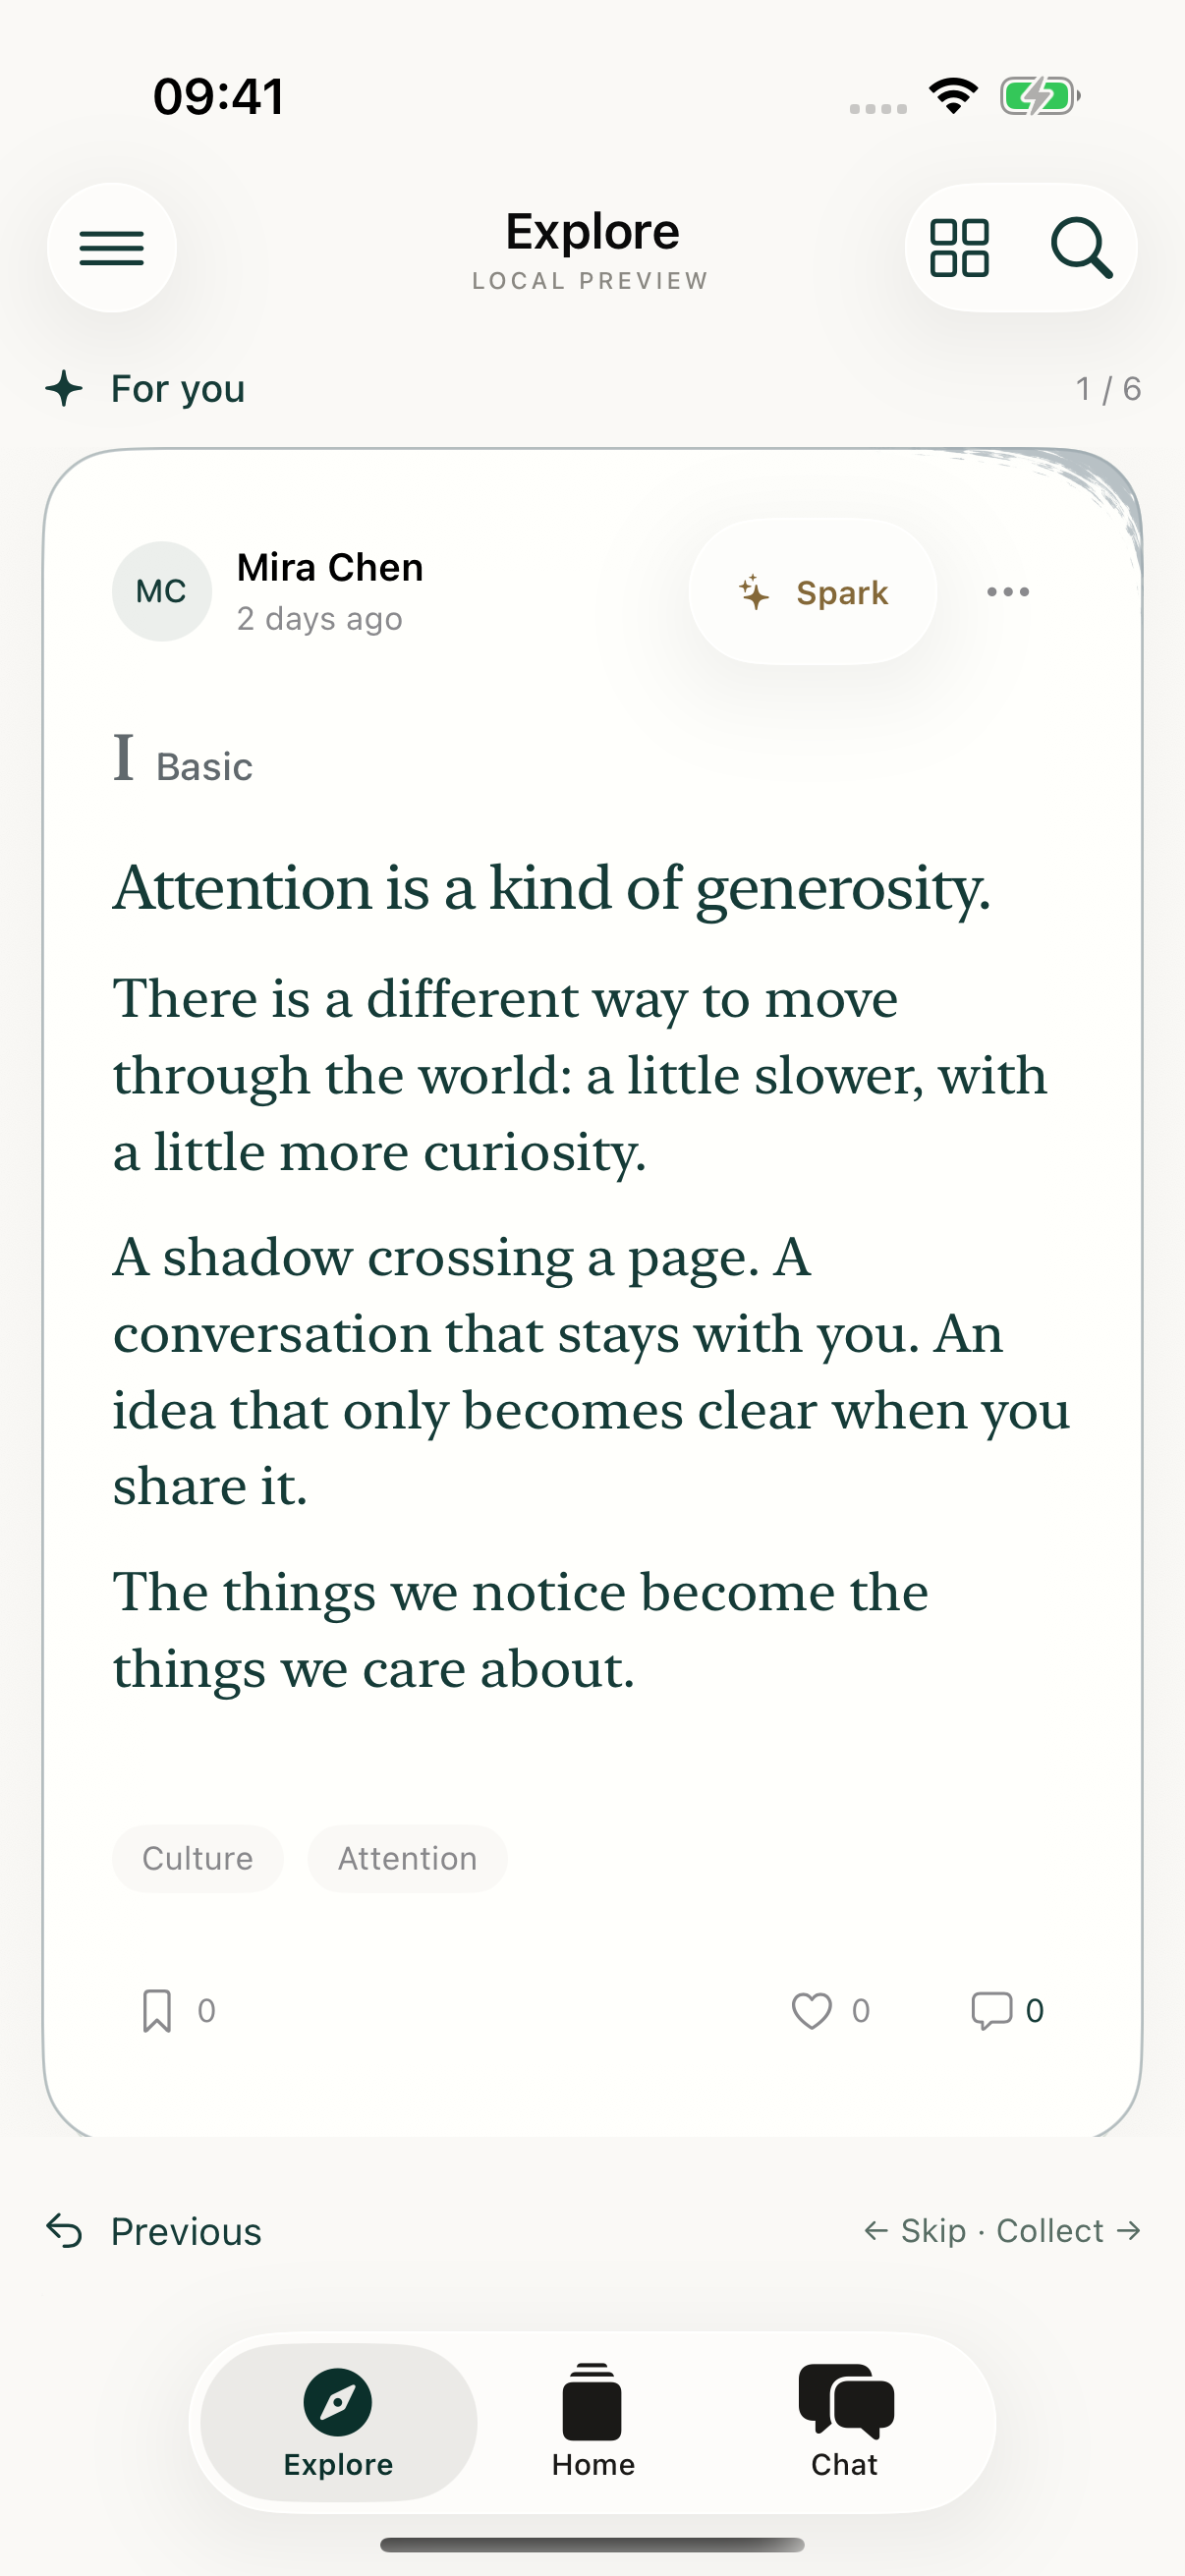 09:41
Explore
LOCAL PREVIEW
For you
1 / 6
MC
Mira Chen
2 days ago
Spark
I Basic
Attention is a kind of generosity.
There is a different way to move
through the world: a little slower, with
a little more curiosity.
A shadow crossing a page. A
conversation that stays with you. An
idea that only becomes clear when you
share it.
The things we notice become the
things we care about.
Culture
Attention
0
0
0
Previous
← Skip · Collect →
Explore
Home
Chat